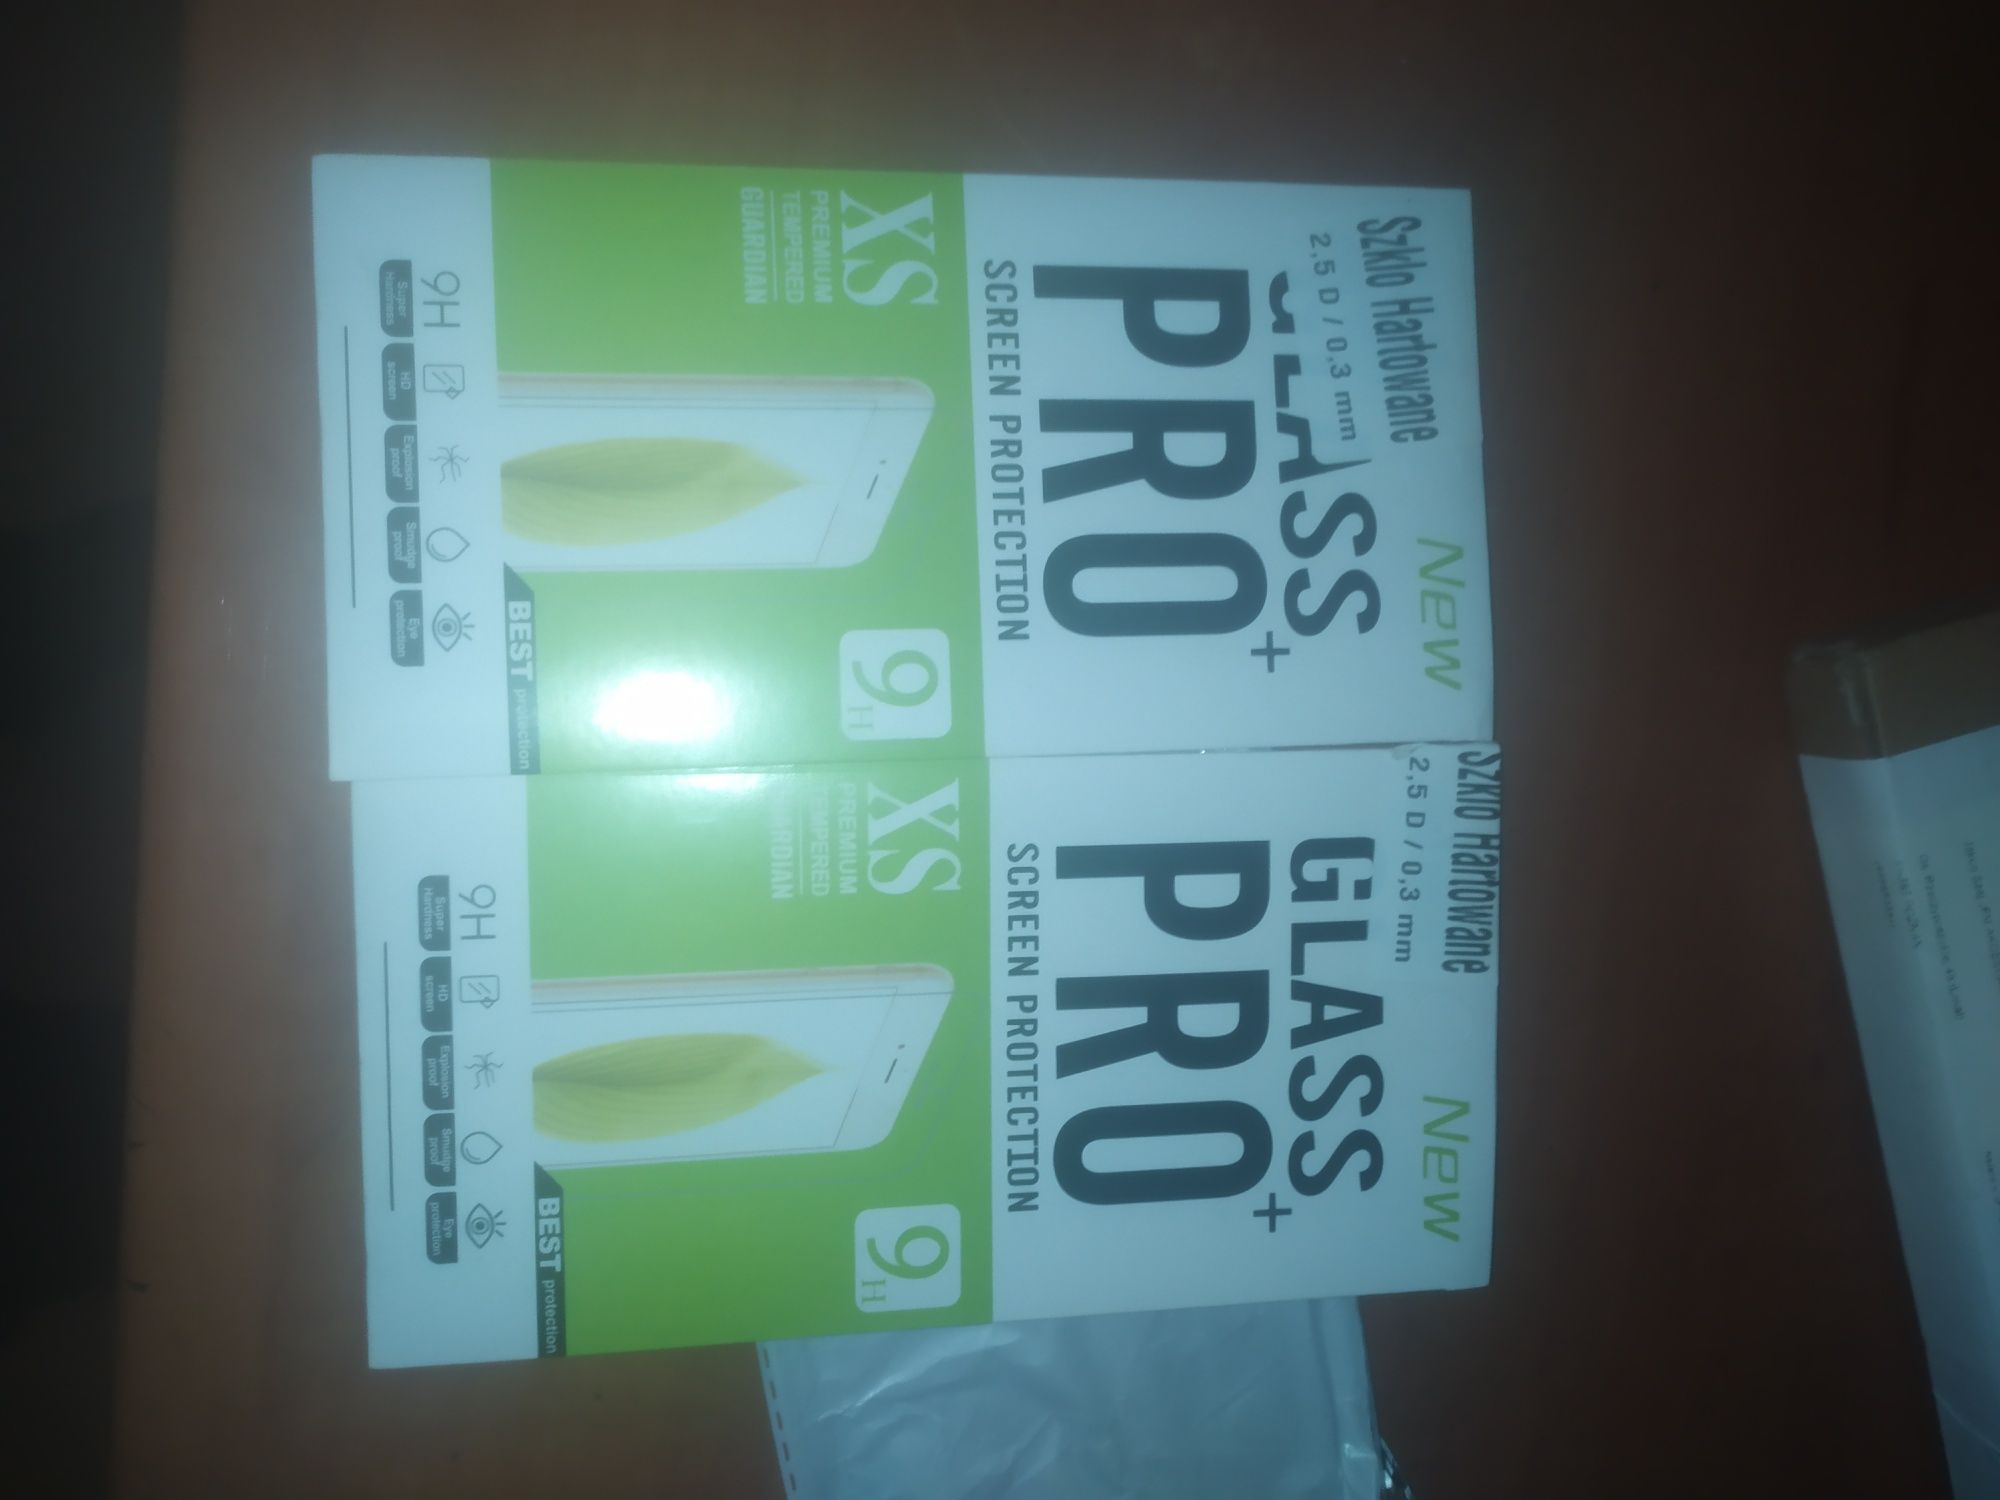 Szkło Hartowane
2,5 D / 0,3 mm
New
GLASS
PRO+
SCREEN PROTECTION
XS
PREMIUM
TEMPERED
GUARDIAN
9H
BEST protection
9H
Super Hardness
HD screen
Explosion proof
Smudge proof
Eye protection
Szkło Hartowane
2,5 D / 0,3 mm
New
GLASS
PRO+
SCREEN PROTECTION
XS
PREMIUM
TEMPERED
GUARDIAN
9H
BEST protection
9H
Super Hardness
HD screen
Explosion proof
Smudge proof
Eye protection